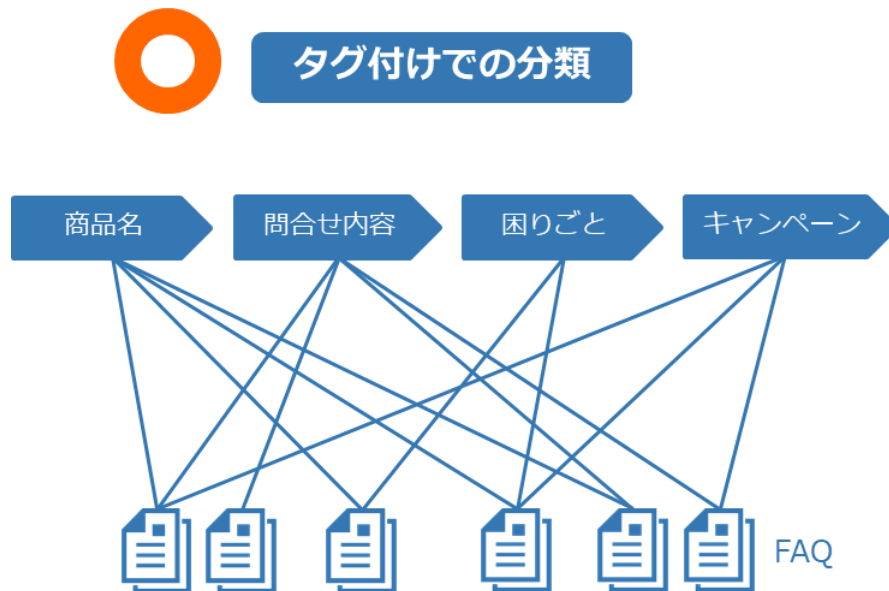 タグ付けでの分類
商品名
問合せ内容
困りごと
キャンペーン
FAQ